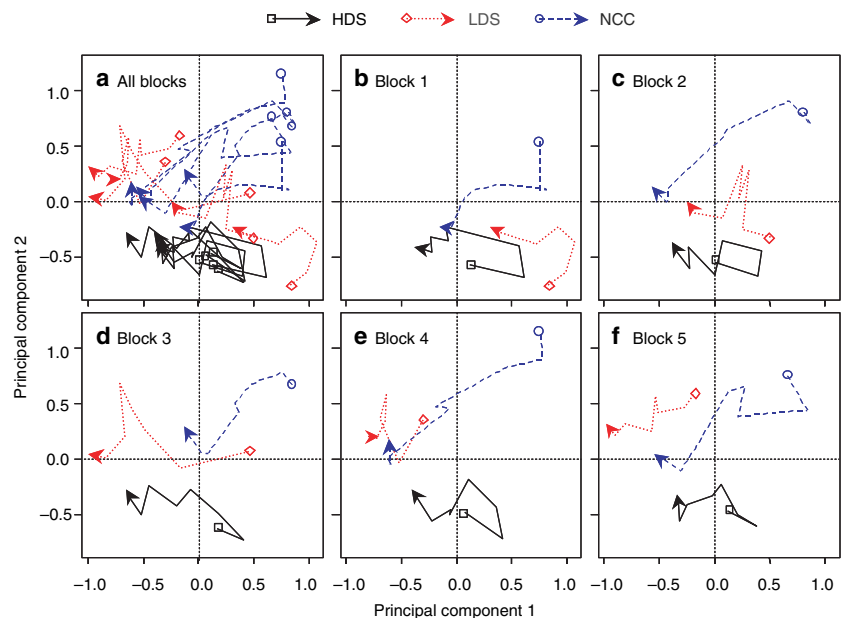 HDS LDS NCC
a All blocks b Block 1 c Block 2
1.0
0.5
0.0
−0.5
d Block 3 e Block 4 f Block 5
1.0
0.5
0.0
−0.5
Principal component 2
−1.0 −0.5 0.0 0.5 1.0 −1.0 −0.5 0.0 0.5 1.0 −1.0 −0.5 0.0 0.5 1.0
Principal component 1